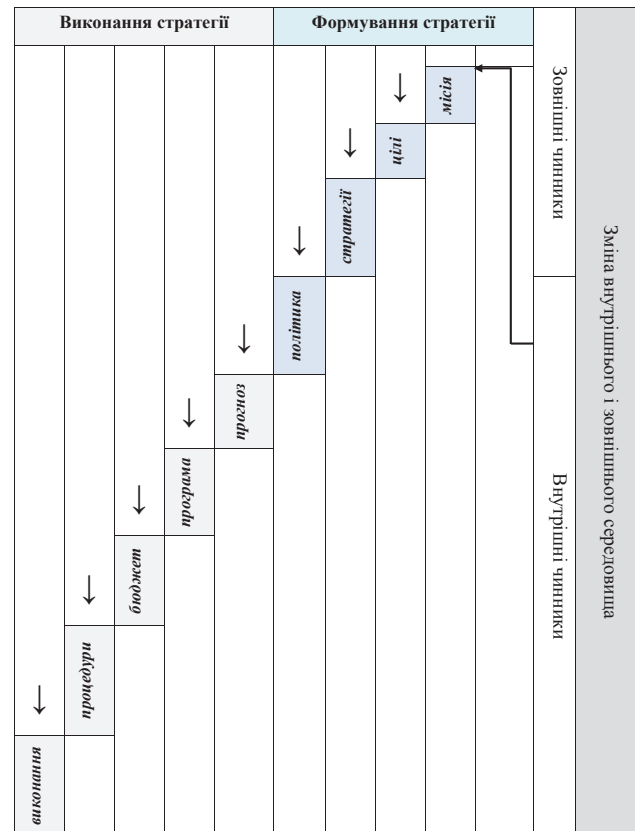 Виконання стратегії
Формування стратегії
місія
цілі
стратегії
політика
прогноз
програма
бюджет
процедури
виконання
Зовнішні чинники
Внутрішні чинники
Зміна внутрішнього і зовнішнього середовища